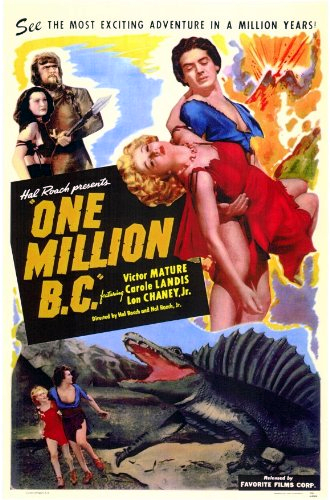 SEE THE MOST EXCITING ADVENTURE IN A MILLION YEARS!
Hal Roach presents
"ONE
MILLION
B.C."
featuring
Victor MATURE
Carole LANDIS
Lon CHANEY, Jr.
Directed by Hal Roach and Hal Roach, Jr.
Released by
FAVORITE FILMS CORP.